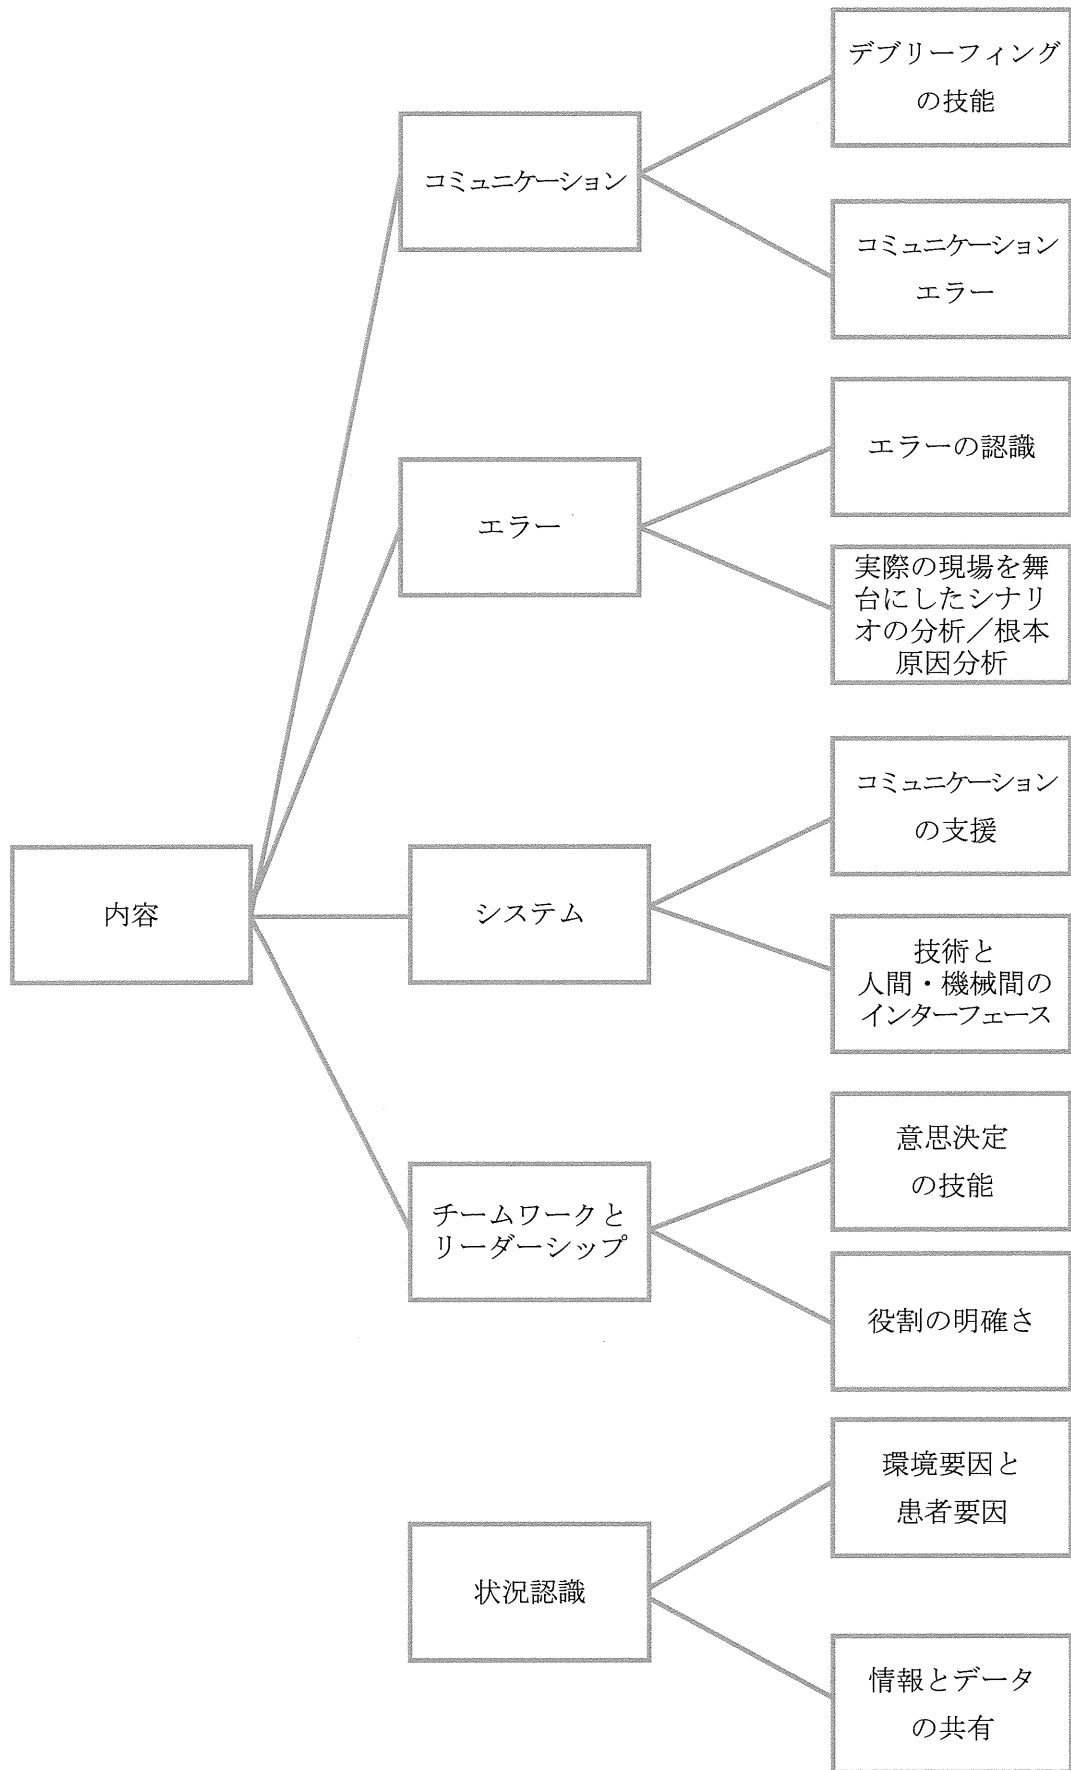 デブリーフィング
の技能
コミュニケーション
コミュニケーション
エラー
エラーの認識
エラー
実際の現場を舞
台にしたシナリ
オの分析／根本
原因分析
コミュニケーション
の支援
内容
システム
技術と
人間・機械間の
インターフェース
意思決定
の技能
チームワークと
リーダーシップ
役割の明確さ
環境要因と
患者要因
状況認識
情報とデータ
の共有